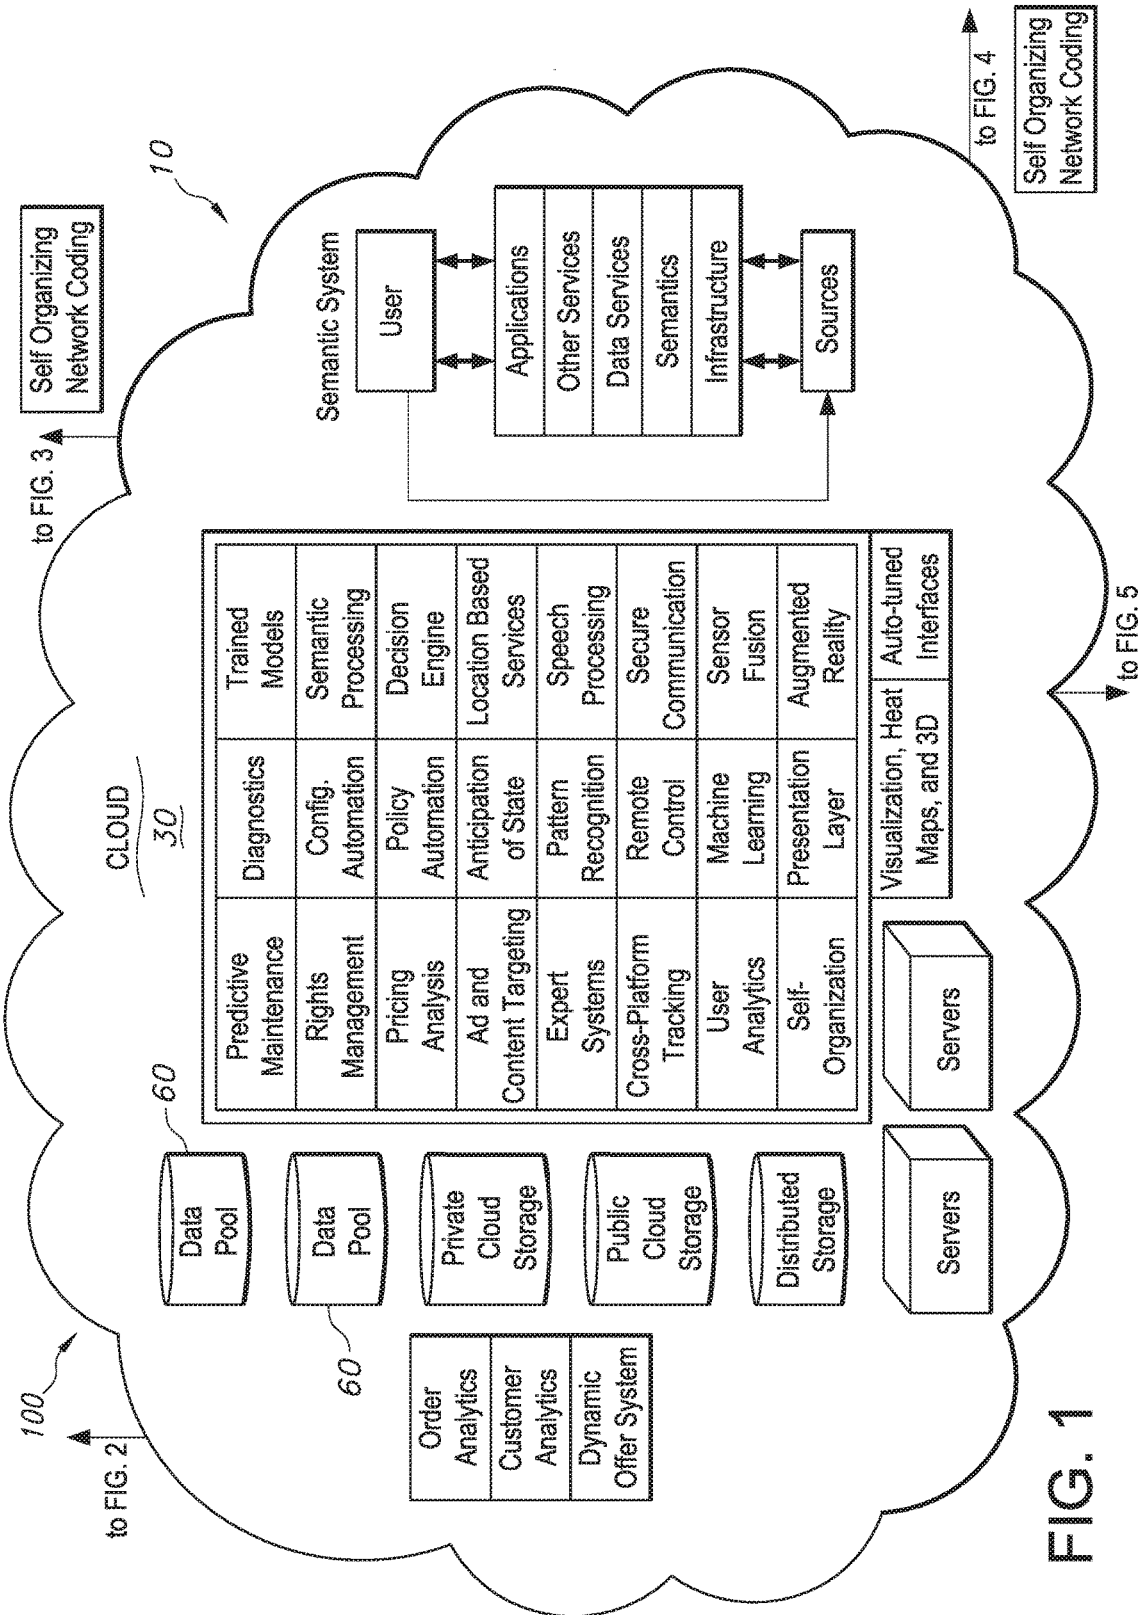 100
to FIG. 2
60
CLOUD
30
to FIG. 3
Self Organizing
Network Coding
10
Order
Analytics
Customer
Analytics
Dynamic
Offer System
Data
Pool
Data
Pool
60
Private
Cloud
Storage
Public
Cloud
Storage
Distributed
Storage
Servers
Servers
Predictive
Maintenance
Diagnostics
Trained
Models
Rights
Management
Config.
Automation
Semantic
Processing
Pricing
Analysis
Policy
Automation
Decision
Engine
Ad and
Content Targeting
Anticipation
of State
Location Based
Services
Expert
Systems
Pattern
Recognition
Speech
Processing
Cross-Platform
Tracking
Remote
Control
Secure
Communication
User
Analytics
Machine
Learning
Sensor
Fusion
Self-
Organization
Presentation
Layer
Augmented
Reality
Visualization, Heat
Maps, and 3D
Auto-tuned
Interfaces
Semantic System
User
Applications
Other Services
Data Services
Semantics
Infrastructure
Sources
to FIG. 4
Self Organizing
Network Coding
to FIG. 5
FIG. 1